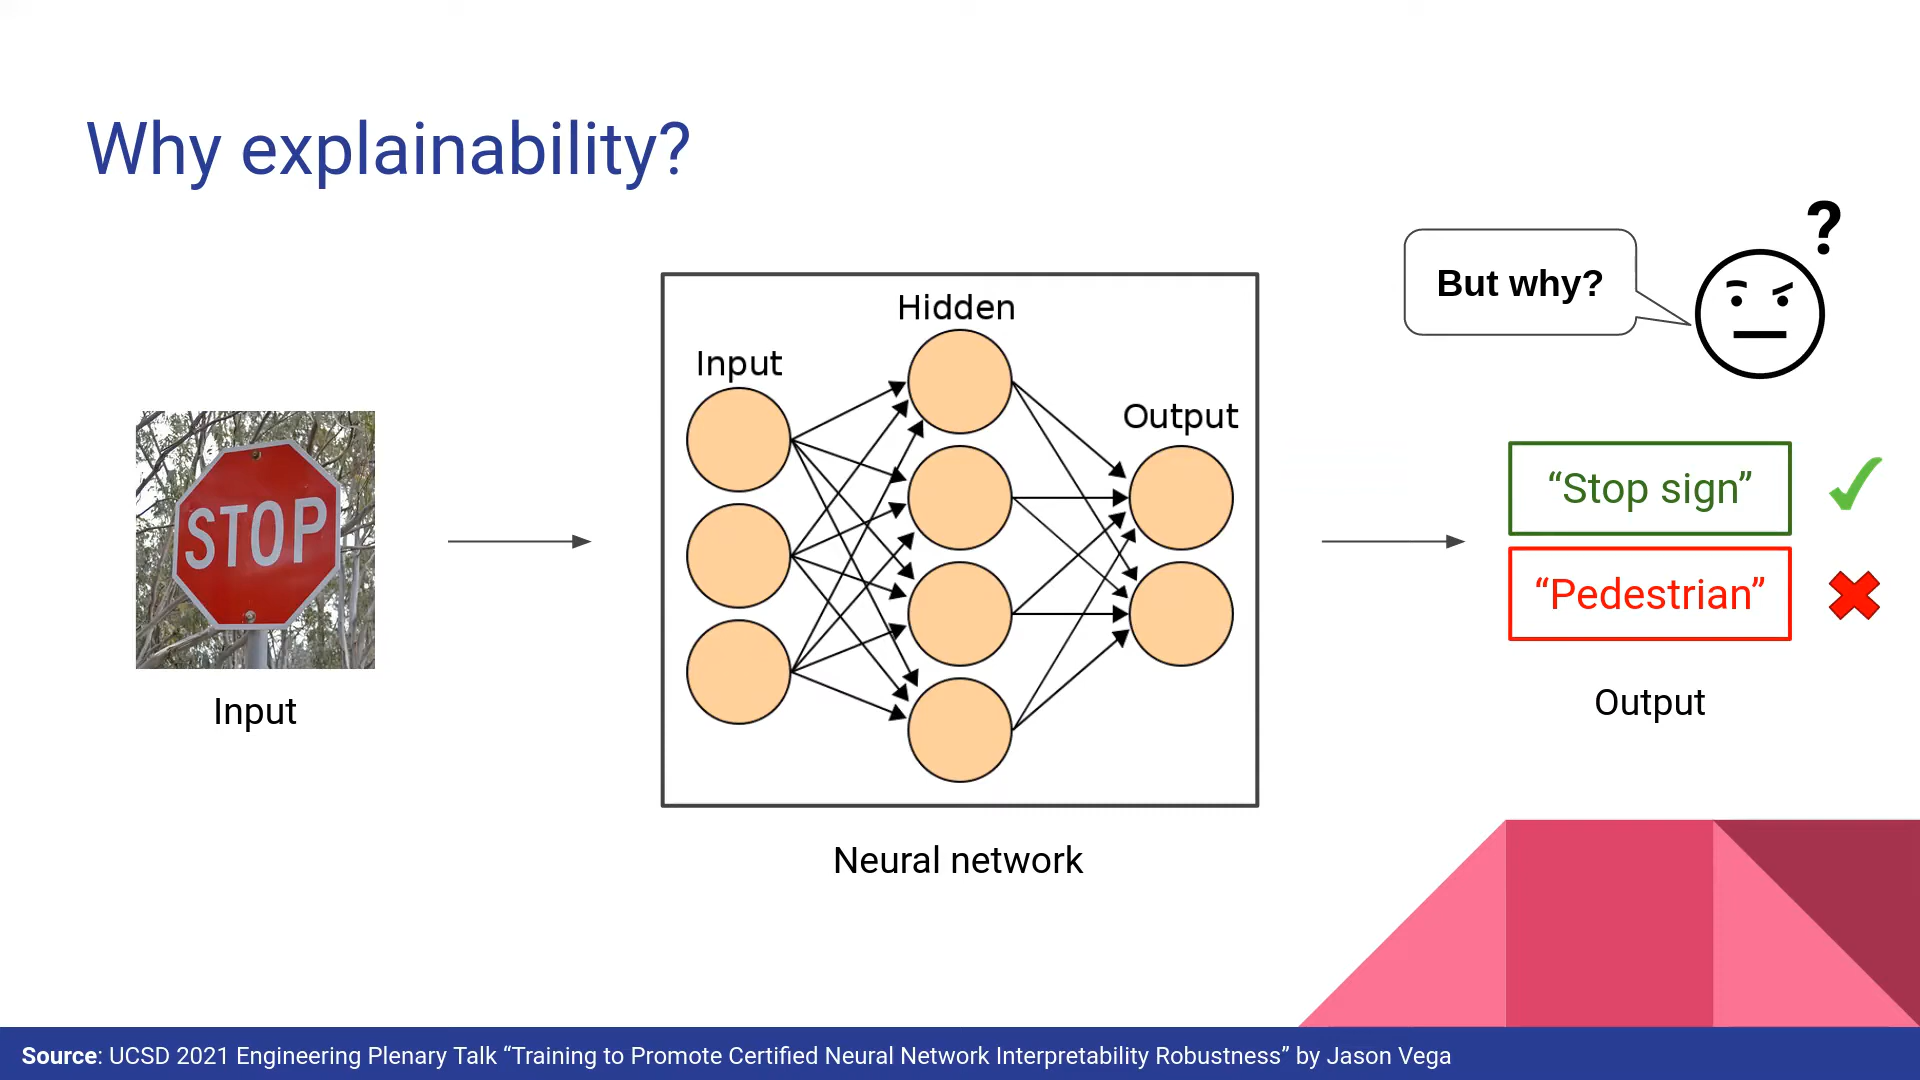 Why explainability?
?
But why?
Hidden
Input
Output
STOP
“Stop sign”
“Pedestrian”
Input
Output
Neural network
Source: UCSD 2021 Engineering Plenary Talk “Training to Promote Certified Neural Network Interpretability Robustness” by Jason Vega